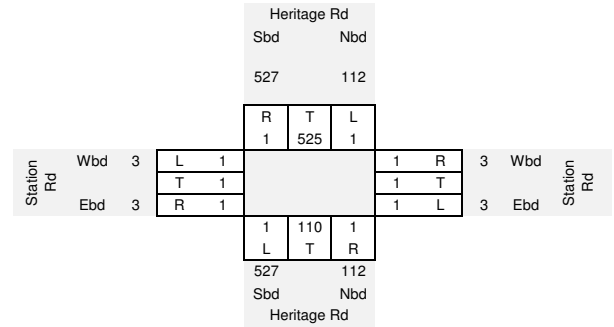 Heritage Rd
Sbd Nbd
527 112
R T L
1 525 1
Station Rd
Wbd 3 L 1
T 1
Ebd 3 R 1
1 R 3 Wbd
1 T
1 L 3 Ebd
Station Rd
1 110 1
L T R
527 112
Sbd Nbd
Heritage Rd